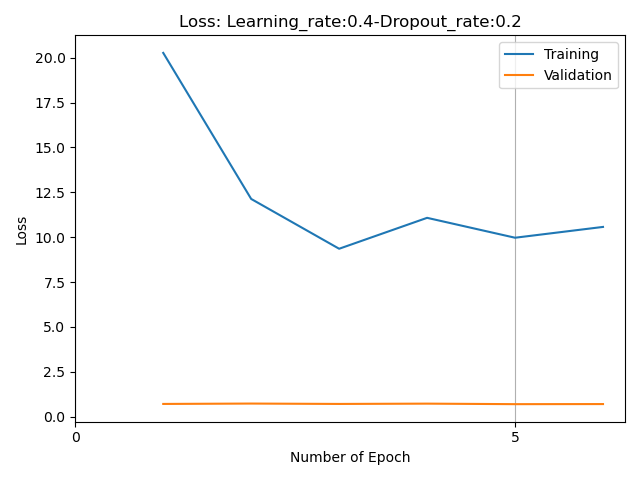 Loss: Learning_rate:0.4-Dropout_rate:0.2
Training
Validation
20.0
17.5
15.0
12.5
10.0
7.5
5.0
2.5
0.0
Loss
0
5
Number of Epoch